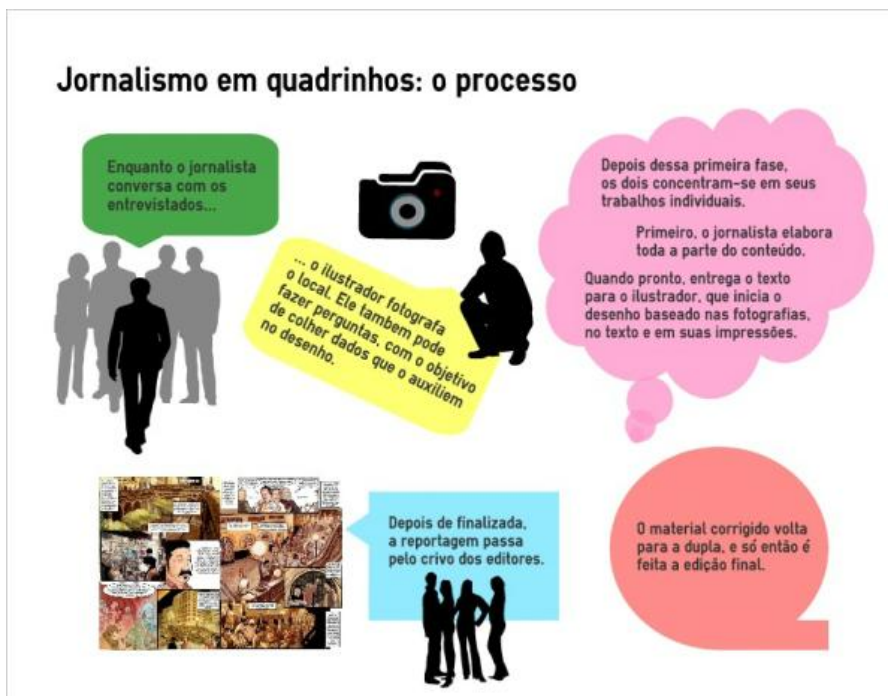 Jornalismo em quadrinhos: o processo
Enquanto o jornalista
conversa com os
entrevistados...
... o ilustrador fotografa
o local. Ele tambem pode
fazer perguntas, com o objetivo
de colher dados que o auxiliem
no desenho.
Depois dessa primeira fase,
os dois concentram-se em seus
trabalhos individuais.
Primeiro, o jornalista elabora
toda a parte do conteúdo.
Quando pronto, entrega o texto
para o ilustrador, que inicia o
desenho baseado nas fotografias,
no texto e em suas impressões.
Depois de finalizada,
a reportagem passa
pelo crivo dos editores.
O material corrigido volta
para a dupla, e só então é
feita a edição final.